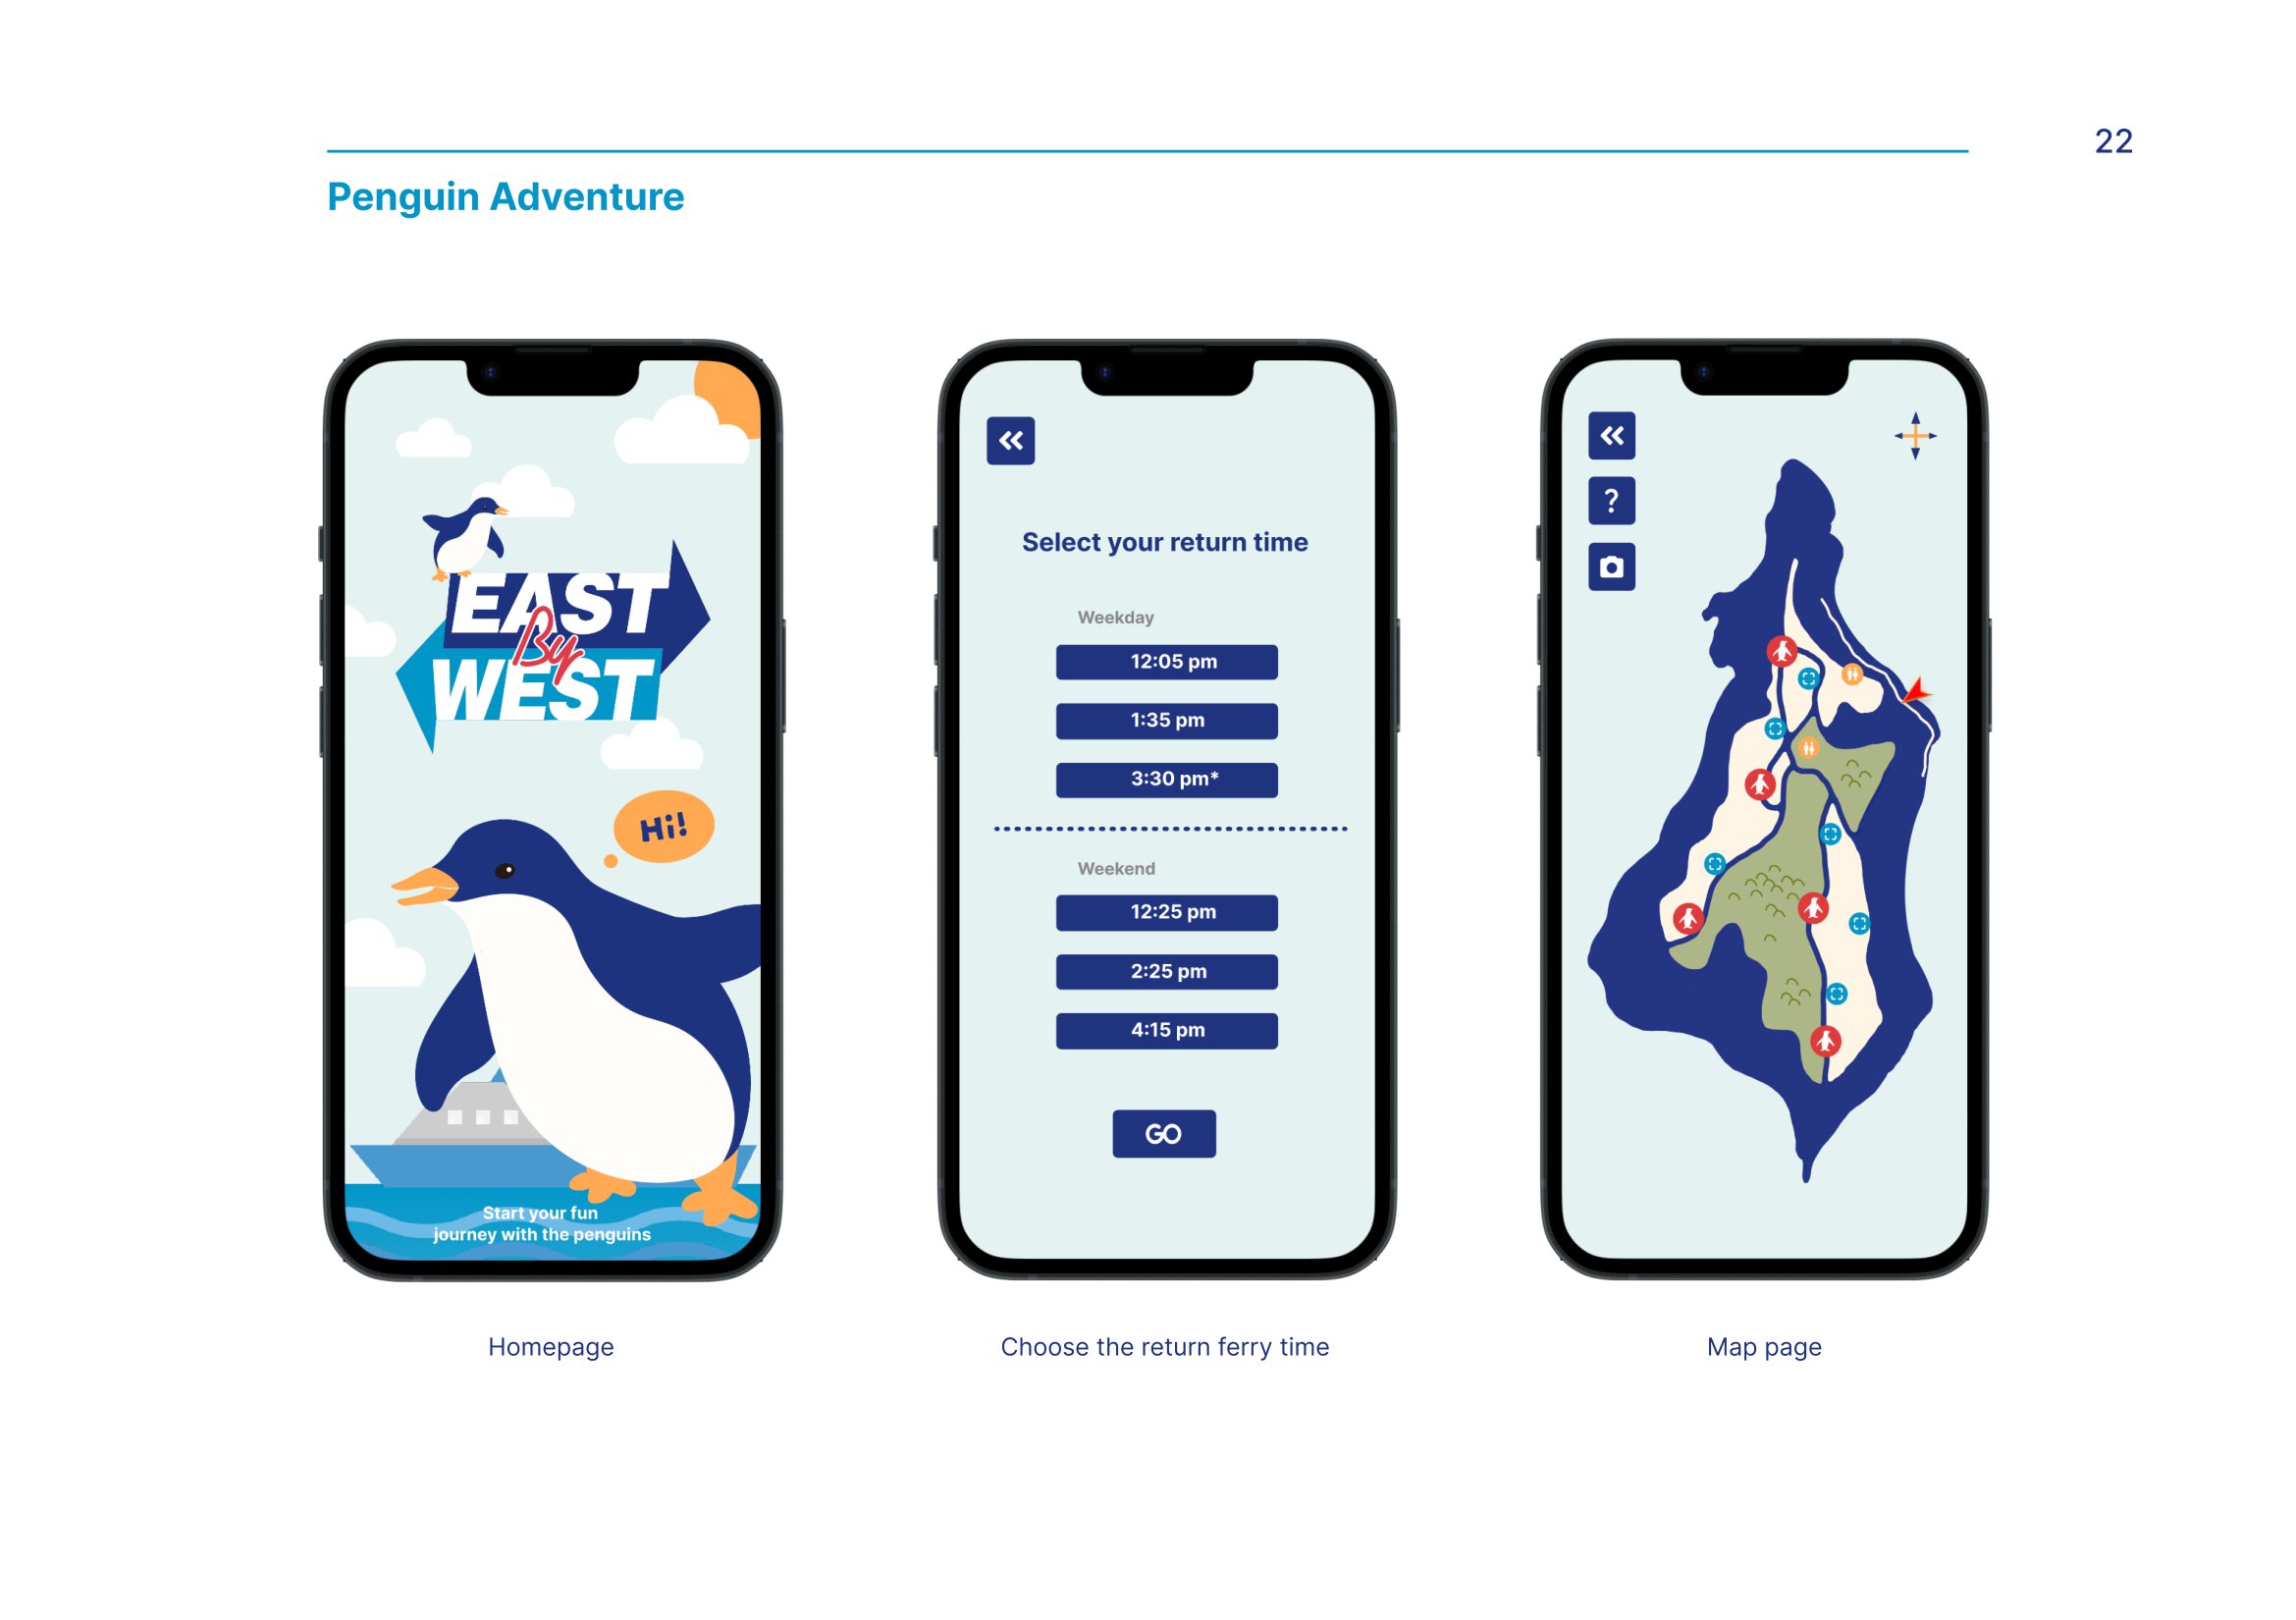 22
Penguin Adventure
EAST
By
WEST
Hi!
Start your fun
journey with the penguins
Homepage
Select your return time
Weekday
12:05 pm
1:35 pm
3:30 pm*
Weekend
12:25 pm
2:25 pm
4:15 pm
GO
Choose the return ferry time
?
Map page